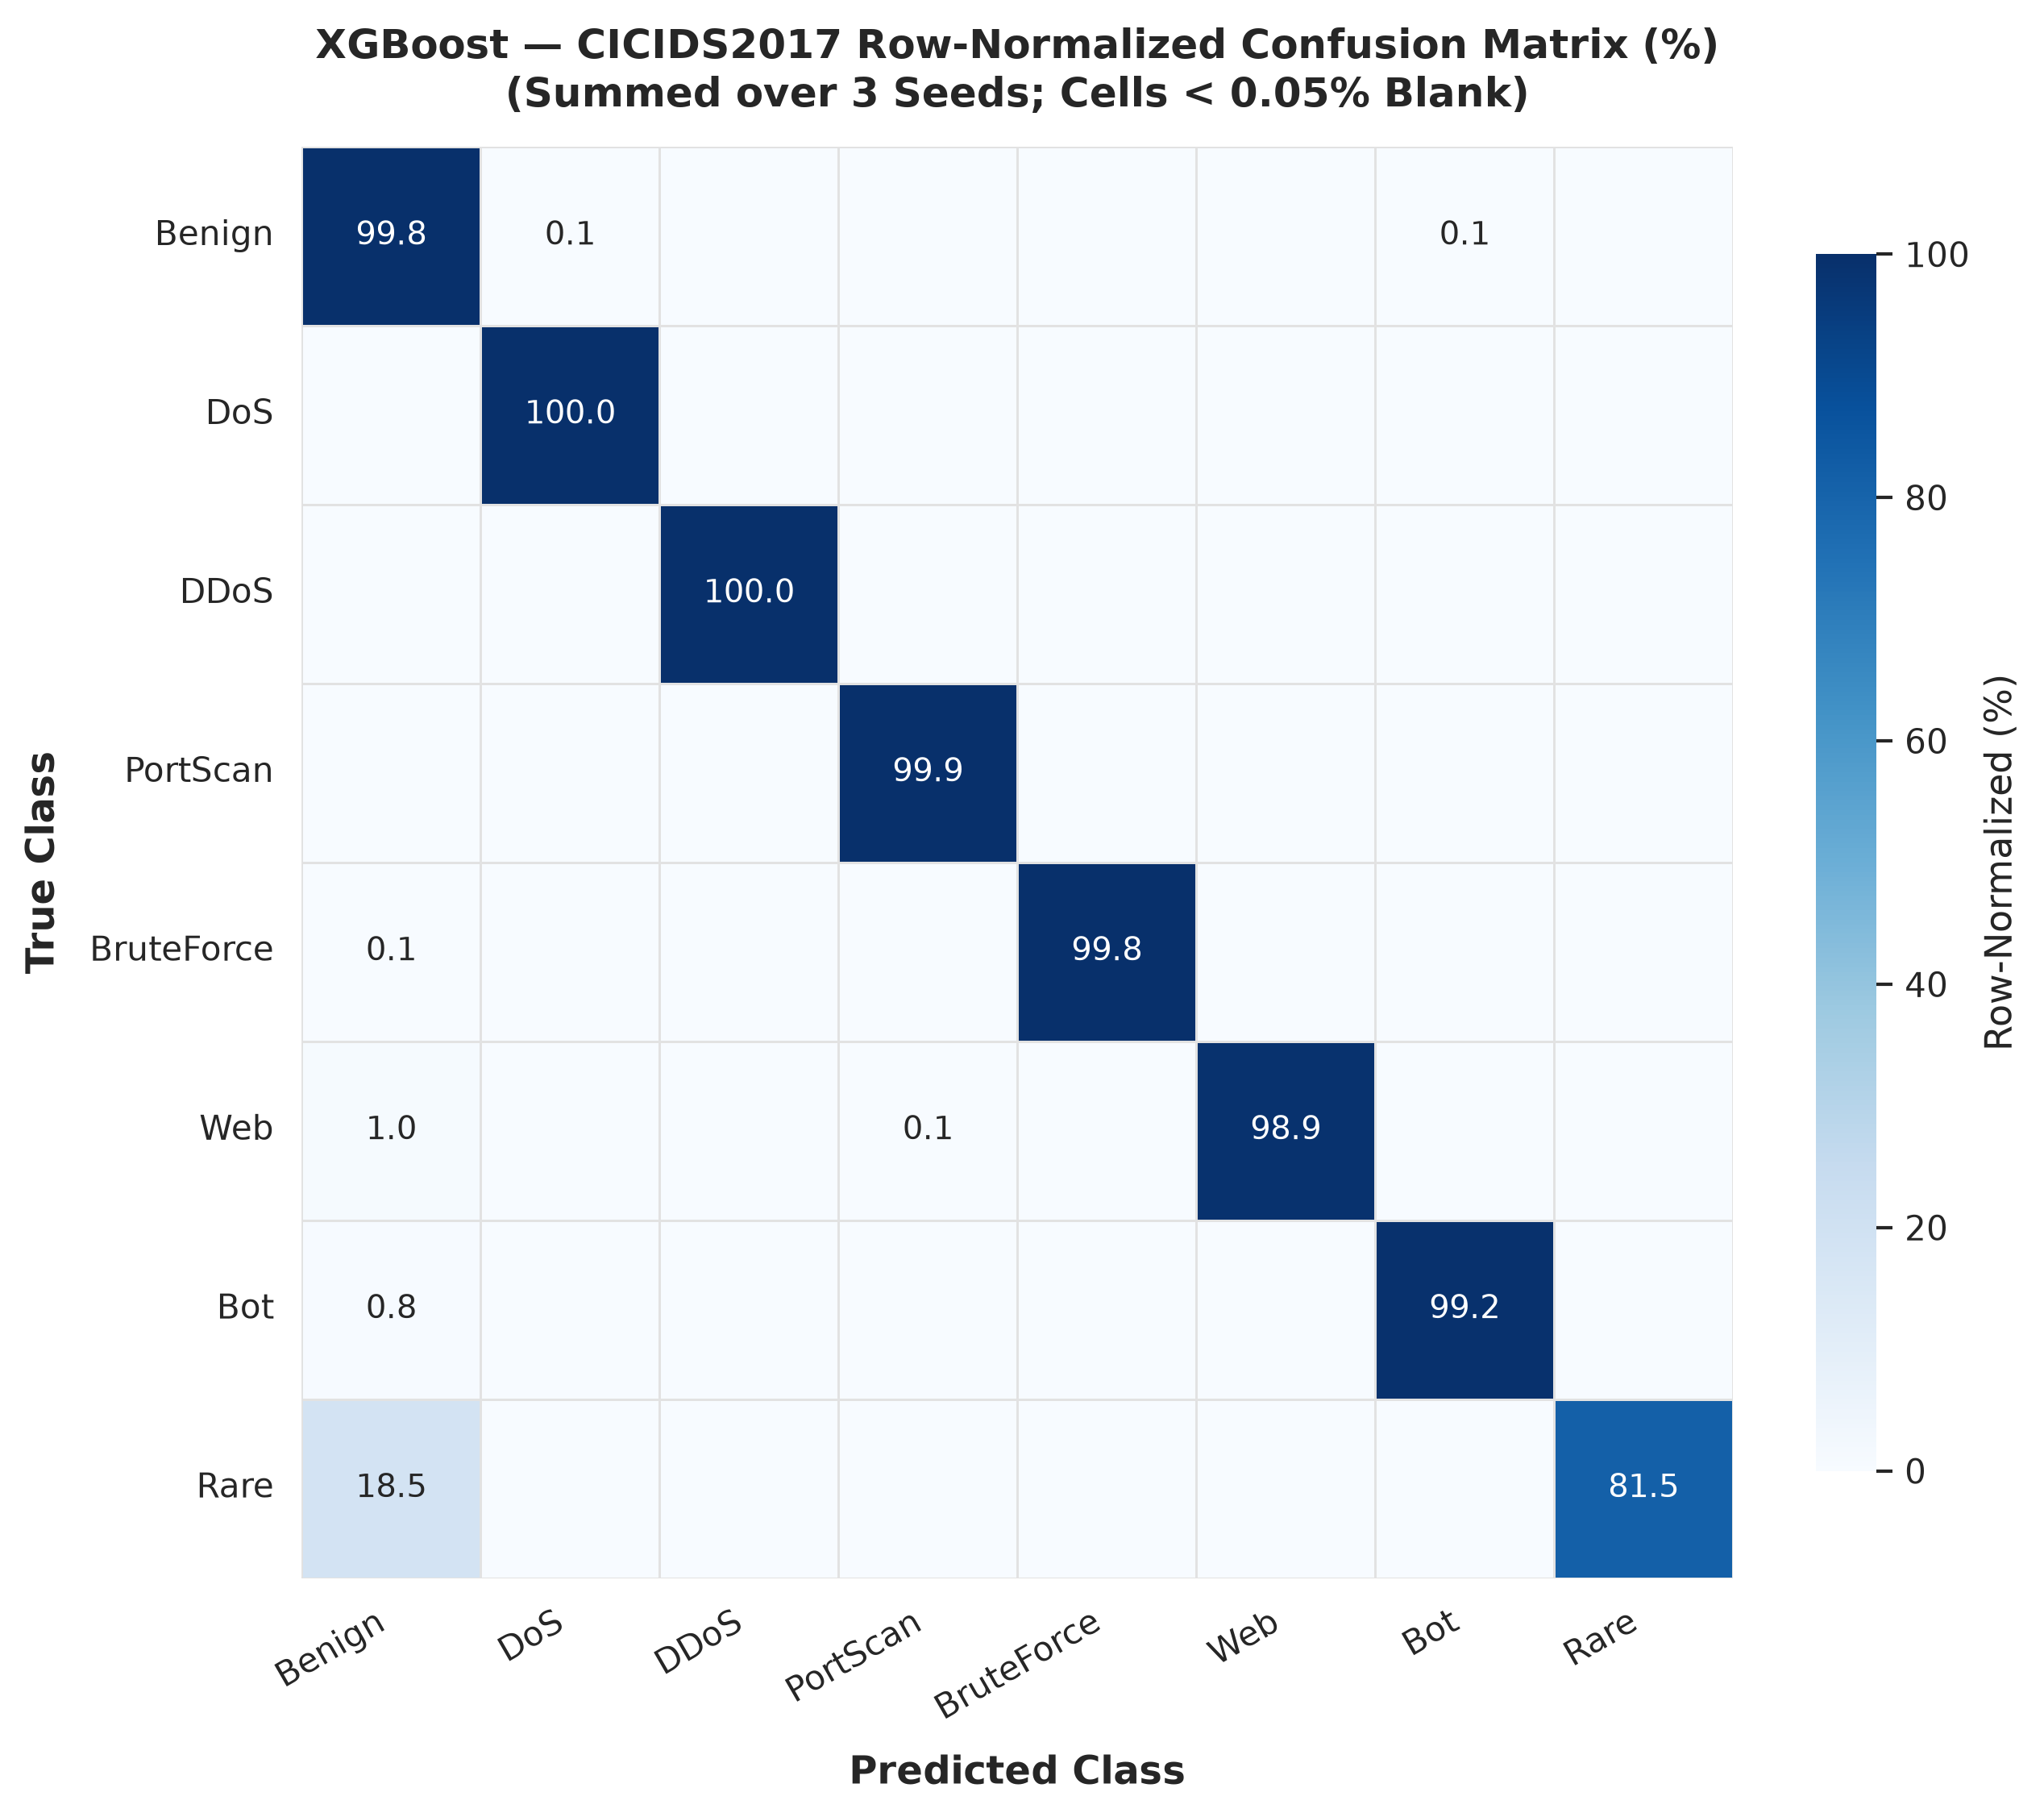 XGBoost — CICIDS2017 Row-Normalized Confusion Matrix (%)
(Summed over 3 Seeds; Cells < 0.05% Blank)
True Class
Benign 99.8 0.1 0.1
DoS 100.0
DDoS 100.0
PortScan 99.9
BruteForce 0.1 99.8
Web 1.0 0.1 98.9
Bot 0.8 99.2
Rare 18.5 81.5
Benign DoS DDoS PortScan BruteForce Web Bot Rare
Predicted Class
100
80
60
40
20
0
Row-Normalized (%)